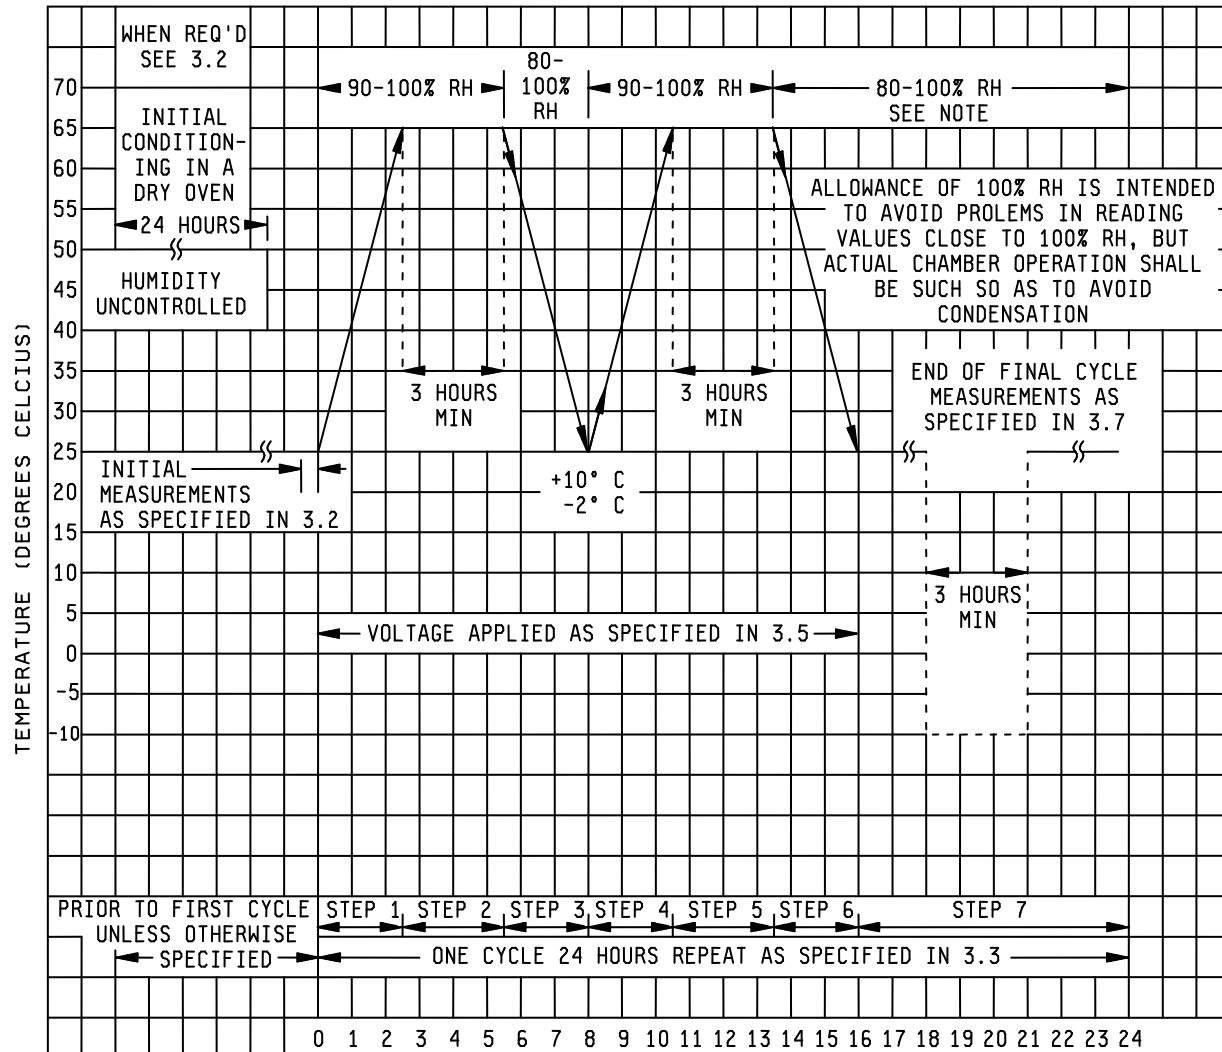 WHEN REQ'D
SEE 3.2
INITIAL
CONDITION-
ING IN A
DRY OVEN
24 HOURS
HUMIDITY
UNCONTROLLED
90-100% RH
80-
100%
RH
90-100% RH
80-100% RH
SEE NOTE
ALLOWANCE OF 100% RH IS INTENDED
TO AVOID PROLEMS IN READING
VALUES CLOSE TO 100% RH, BUT
ACTUAL CHAMBER OPERATION SHALL
BE SUCH SO AS TO AVOID
CONDENSATION
3 HOURS
MIN
3 HOURS
MIN
END OF FINAL CYCLE
MEASUREMENTS AS
SPECIFIED IN 3.7
INITIAL
MEASUREMENTS
AS SPECIFIED IN 3.2
+10° C
-2° C
3 HOURS
MIN
VOLTAGE APPLIED AS SPECIFIED IN 3.5
TEMPERATURE (DEGREES CELCIUS)
70
65
60
55
50
45
40
35
30
25
20
15
10
5
0
-5
-10
PRIOR TO FIRST CYCLE
UNLESS OTHERWISE
SPECIFIED
STEP 1 STEP 2 STEP 3 STEP 4 STEP 5 STEP 6 STEP 7
ONE CYCLE 24 HOURS REPEAT AS SPECIFIED IN 3.3
0 1 2 3 4 5 6 7 8 9 10 11 12 13 14 15 16 17 18 19 20 21 22 23 24